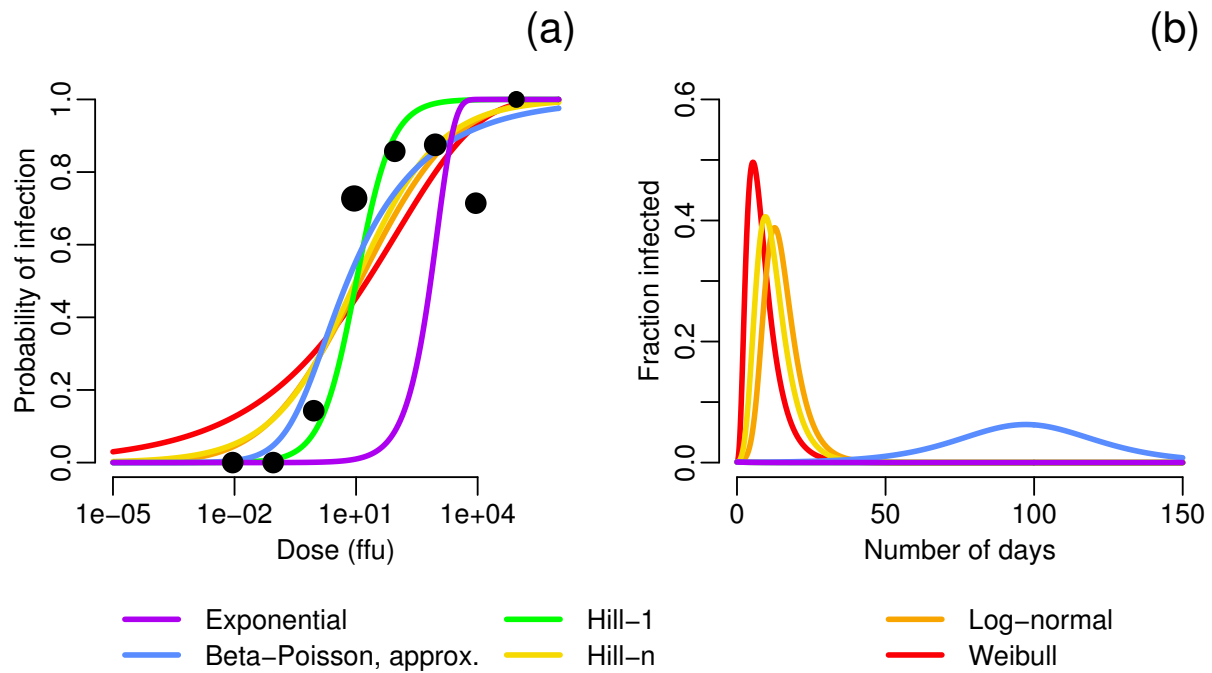 (a)
Probability of infection
1.0
0.8
0.6
0.4
0.2
0.0
1e−05 1e−02 1e+01 1e+04
Dose (ffu)
(b)
Fraction infected
0.6
0.4
0.2
0.0
0 50 100 150
Number of days
Exponential Hill−1 Log−normal
Beta−Poisson, approx. Hill−n Weibull